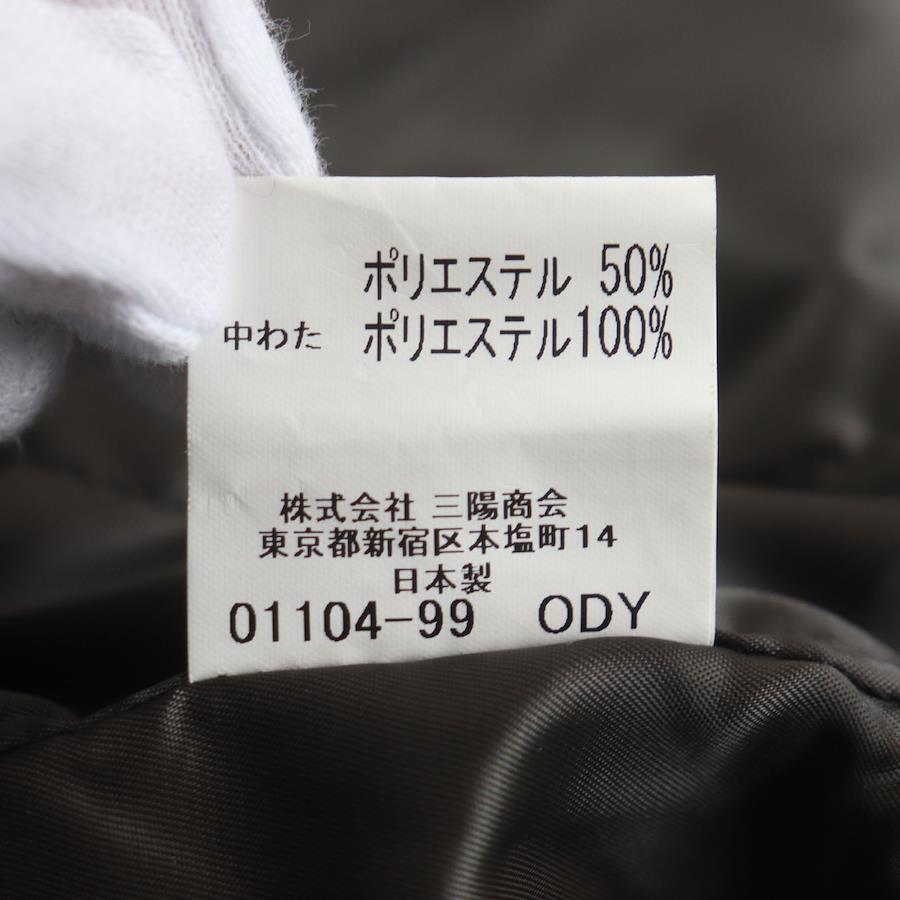 ポリエステル 50%
中わた ポリエステル100%
株式会社 三陽商会
東京都新宿区本塩町14
日本製
01104-99 ODY